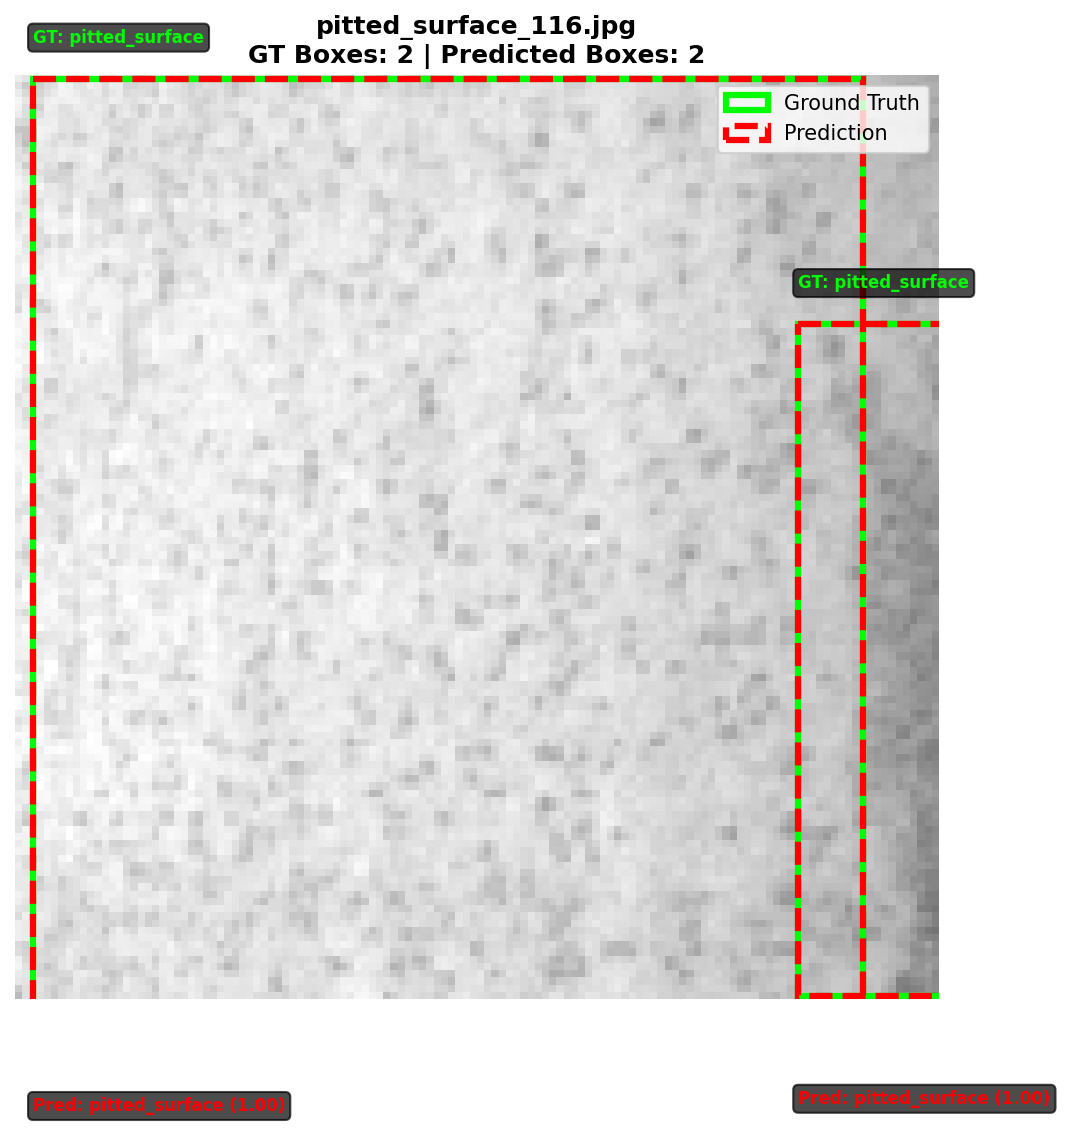 pitted_surface_116.jpg
GT Boxes: 2 | Predicted Boxes: 2
GT: pitted_surface
Ground Truth
Prediction
GT: pitted_surface
Pred: pitted_surface (1.00)
Pred: pitted_surface (1.00)